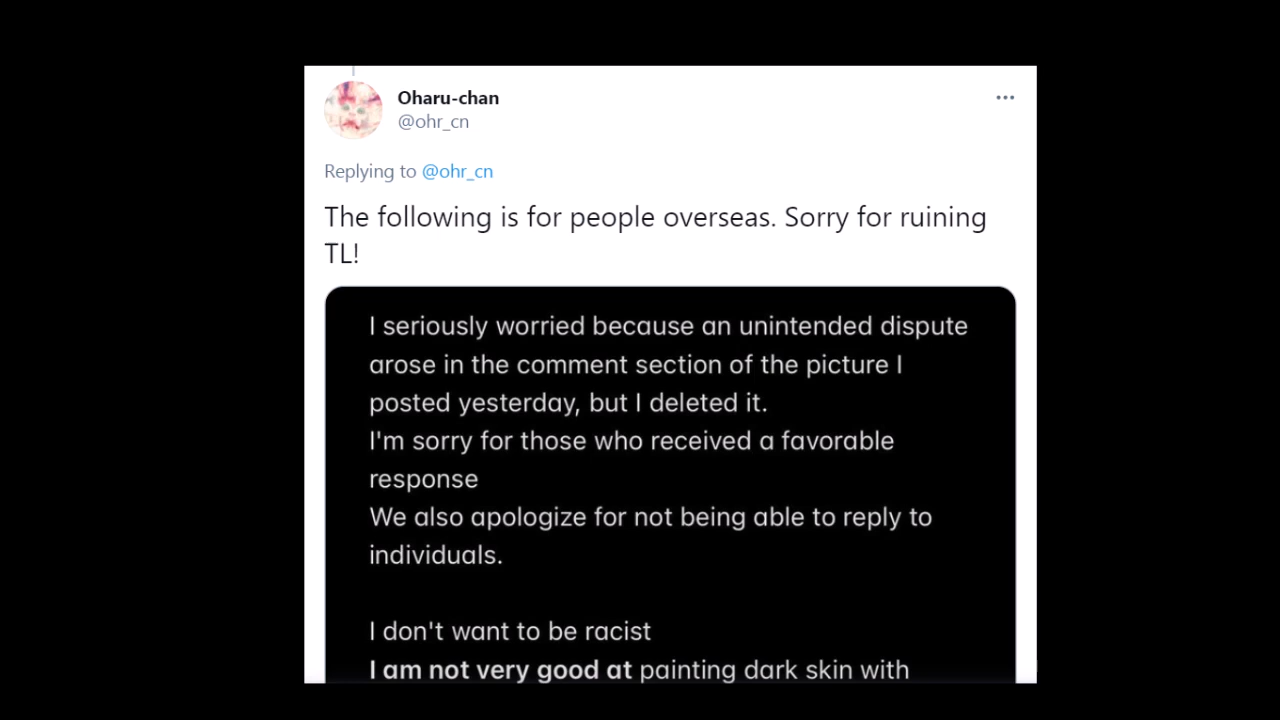 Oharu-chan
@ohr_cn
Replying to @ohr_cn
The following is for people overseas. Sorry for ruining
TL!
I seriously worried because an unintended dispute
arose in the comment section of the picture I
posted yesterday, but I deleted it.
I'm sorry for those who received a favorable
response
We also apologize for not being able to reply to
individuals.
I don't want to be racist
I am not very good at painting dark skin with